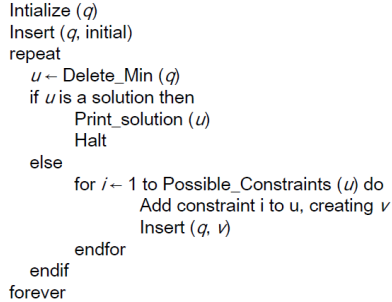 Intialize (q)
Insert (q, initial)
repeat
u ← Delete_Min (q)
if u is a solution then
Print_solution (u)
Halt
else
for i ← 1 to Possible_Constraints (u) do
Add constraint i to u, creating v
Insert (q, v)
endfor
endif
forever